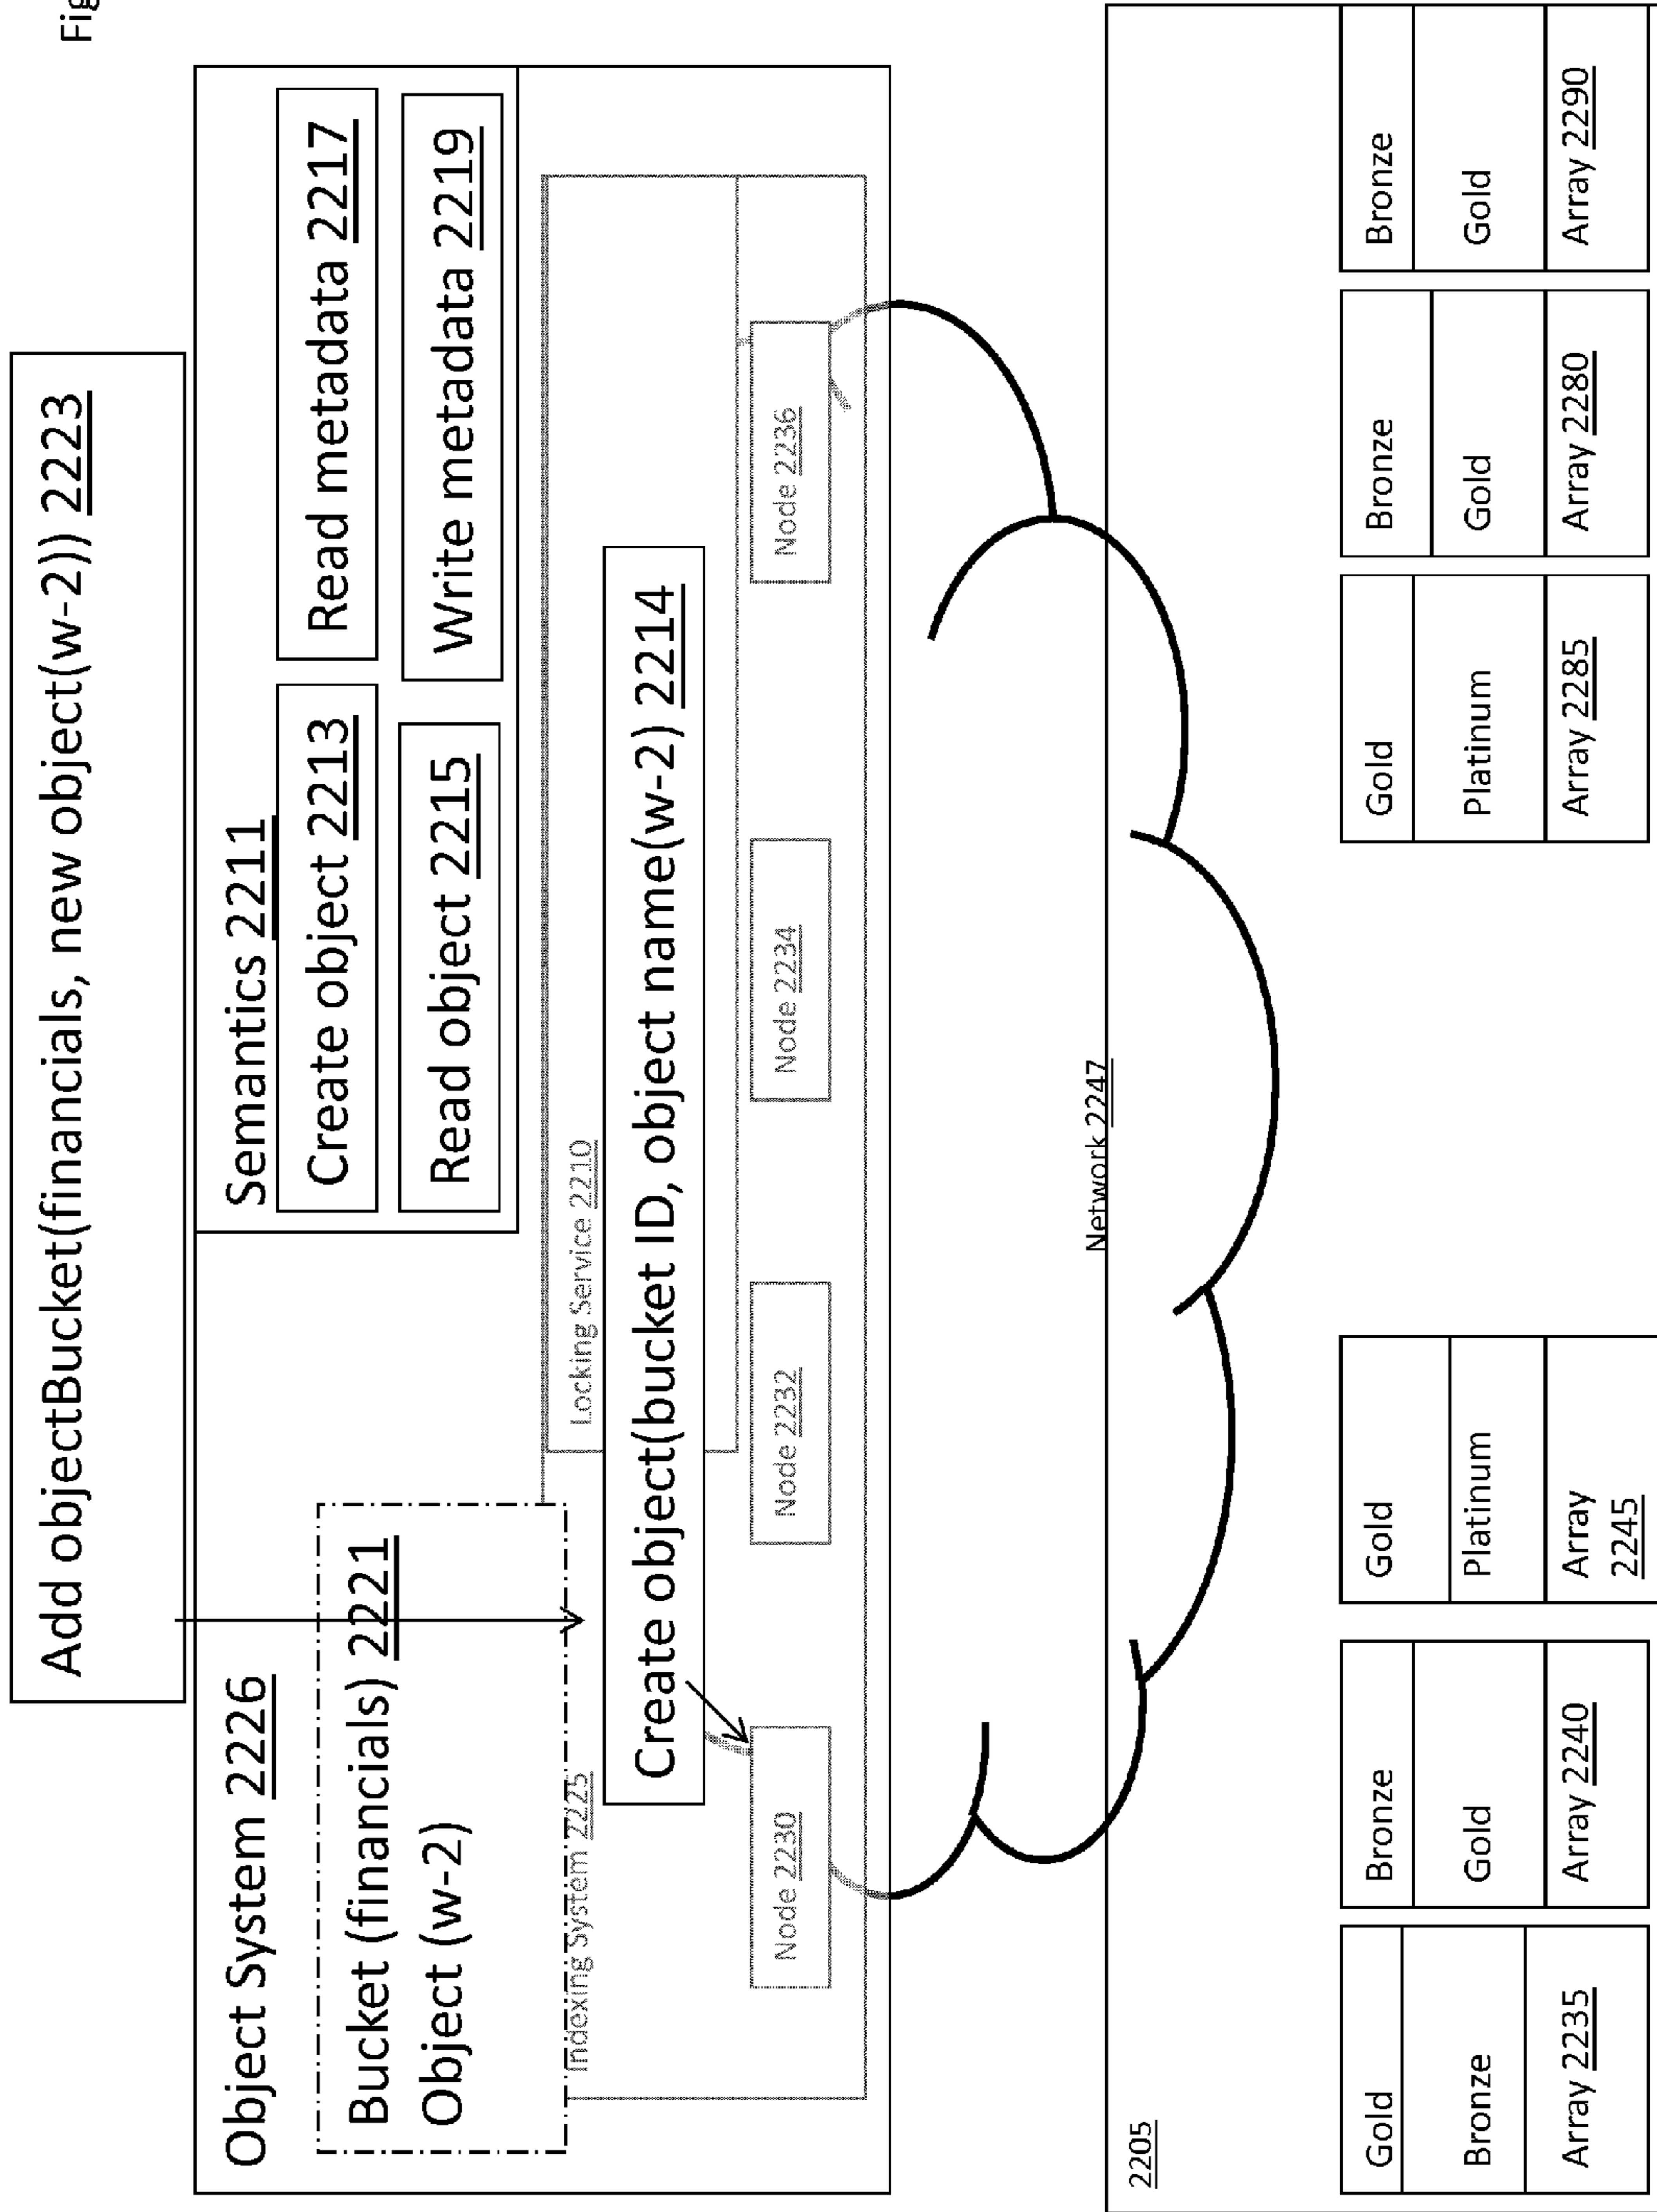 Fig
Add objectBucket(financials, new object(w-2)) 2223
Object System 2226
Semantics 2211
Bucket (financials) 2221
Object (w-2)
Create object 2213
Read metadata 2217
Read object 2215
Write metadata 2219
Indexing System 2225
Locking Service 2210
Create object(bucket ID, object name(w-2) 2214
Node 2230
Node 2232
Node 2234
Node 2236
Network 2247
2205
Gold
Bronze
Array 2235
Bronze
Gold
Array 2240
Gold
Platinum
Array
2245
Gold
Platinum
Array 2285
Bronze
Gold
Array 2280
Bronze
Gold
Array 2290